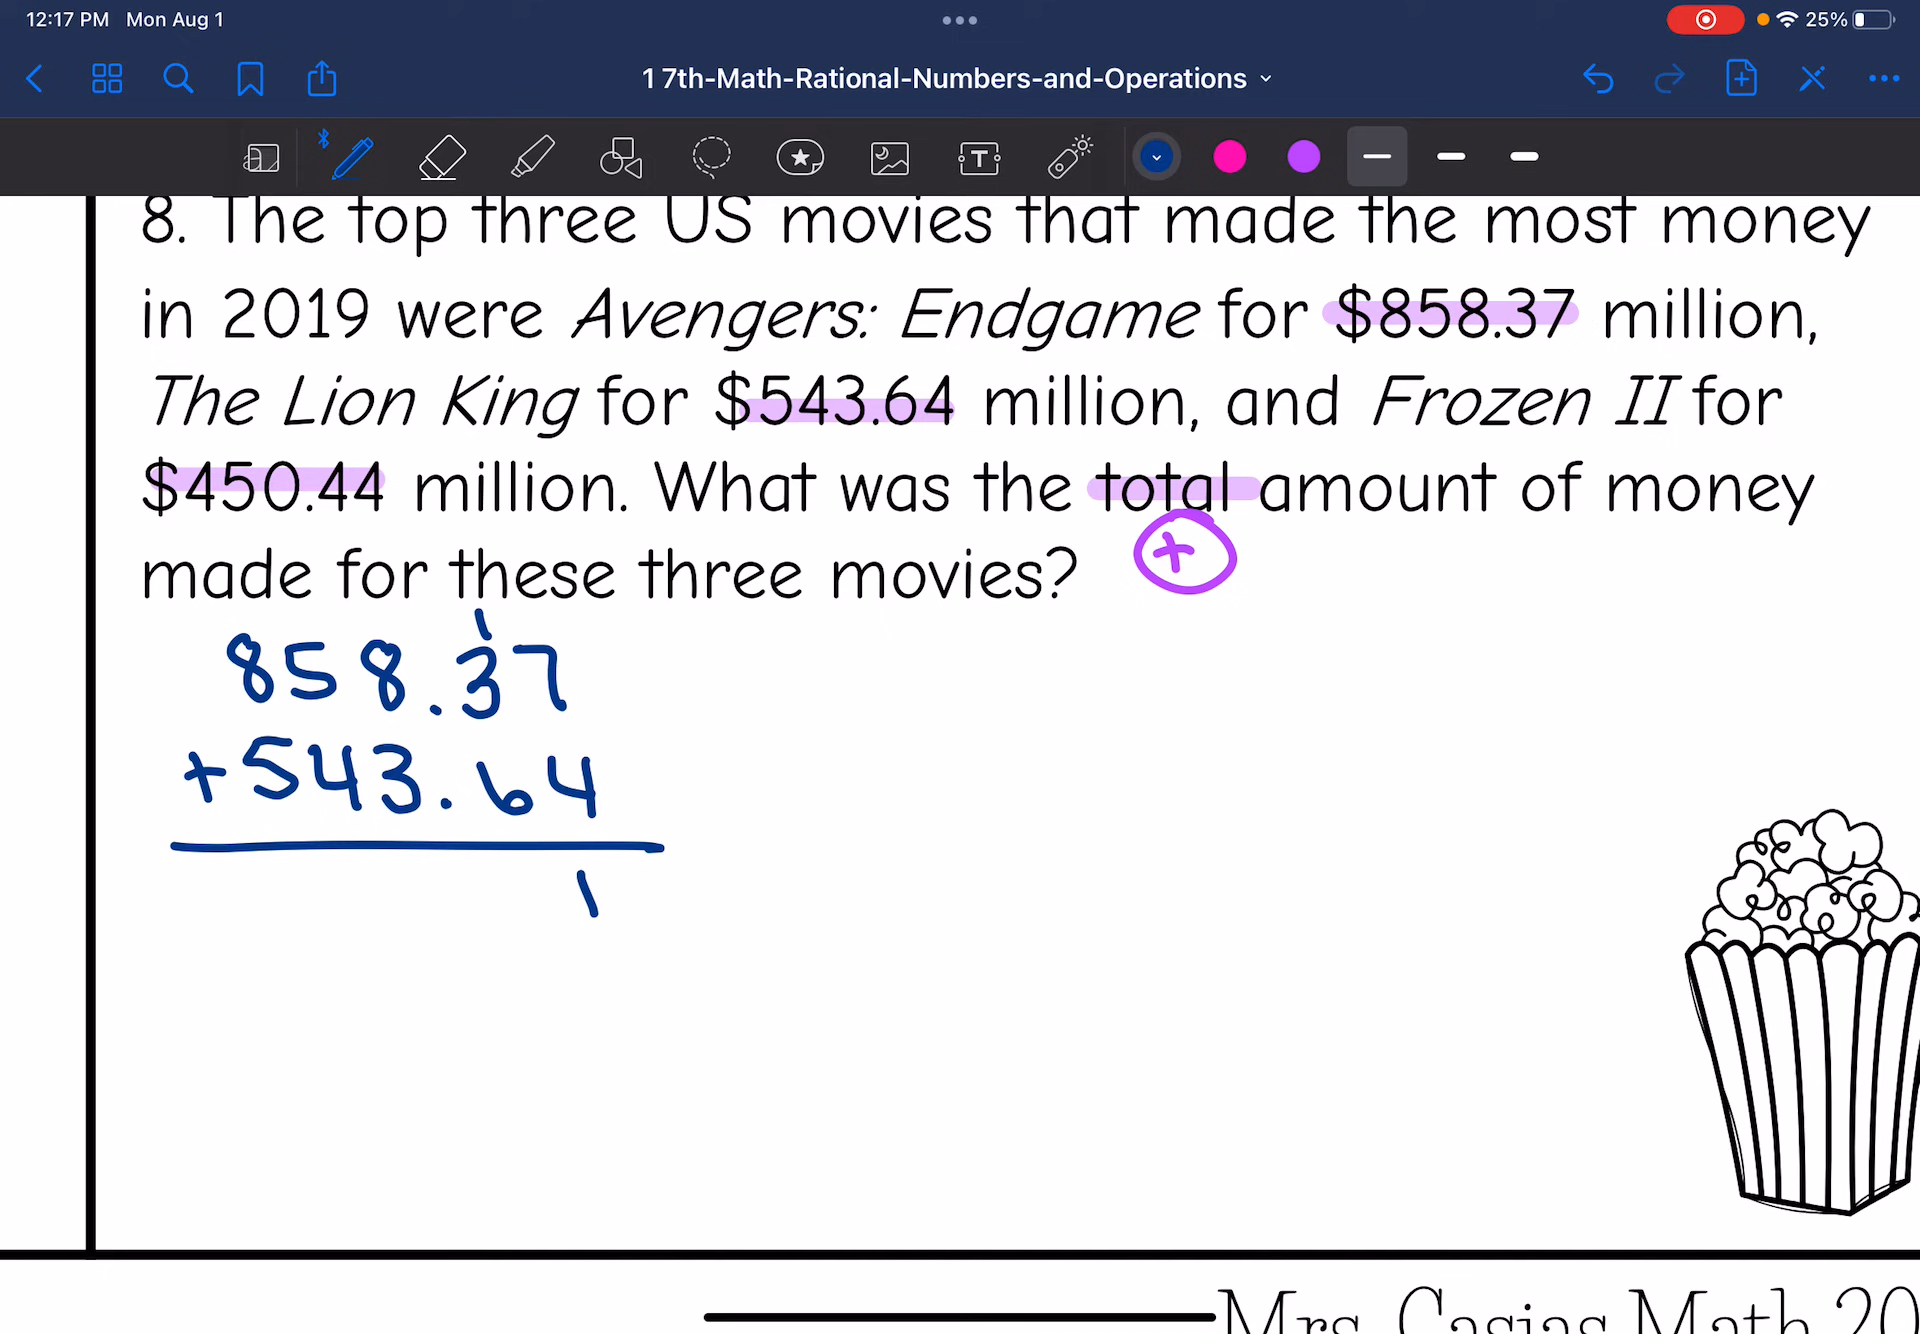 12:17 PM Mon Aug 1
25%
1 7th-Math-Rational-Numbers-and-Operations
T
8. The top three US movies that made the most money
in 2019 were Avengers: Endgame for $858.37 million,
The Lion King for $543.64 million, and Frozen II for
$450.44 million. What was the total amount of money
made for these three movies? +
1
858.37
+543.64
1
Mrs. Casias Math 20